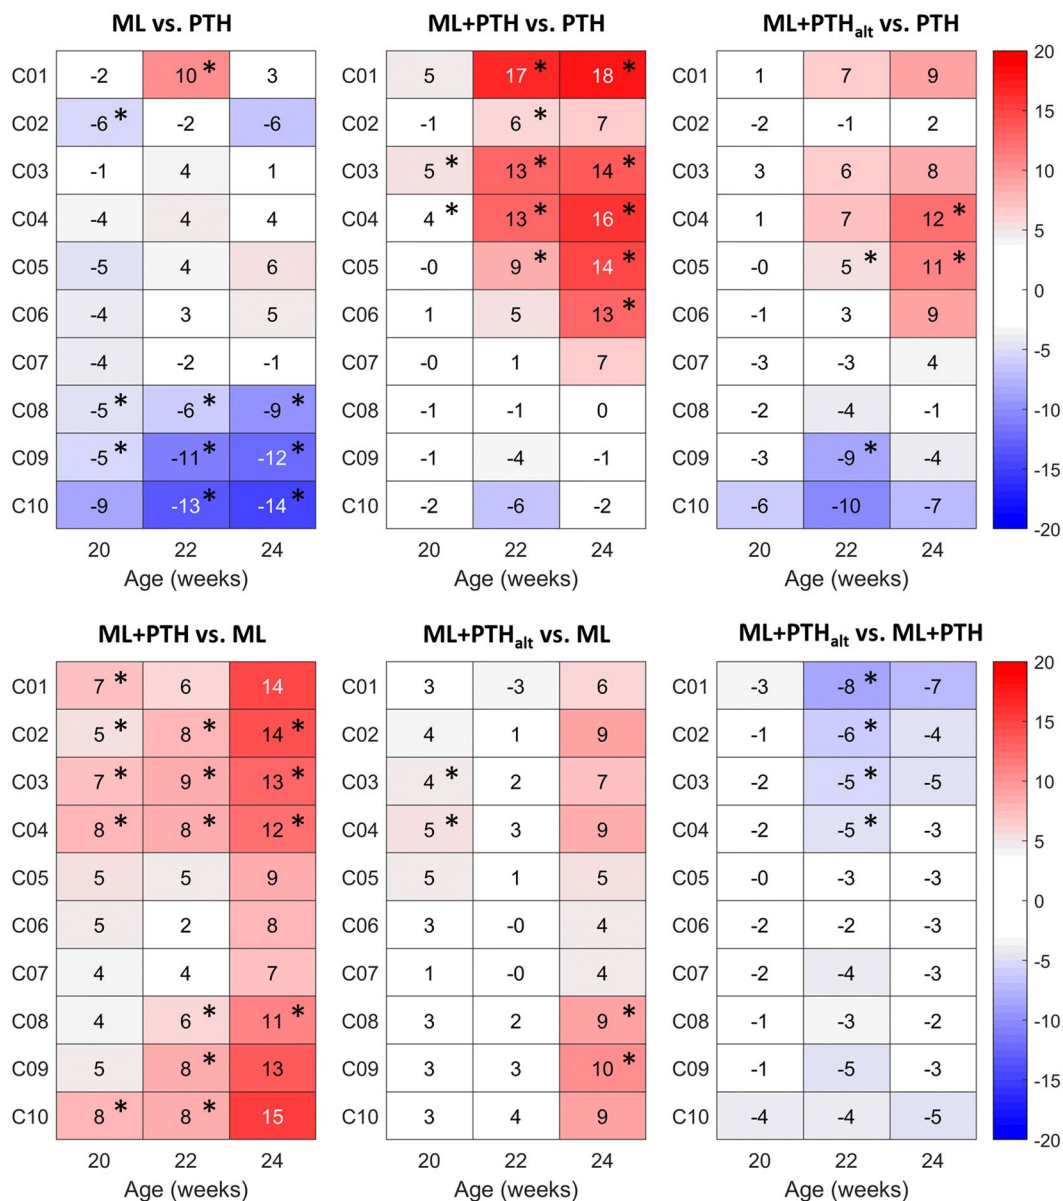 ML vs. PTH ML+PTH vs. PTH ML+PTHalt vs. PTH
C01 -2 10* 3 C01 5 17* 18* C01 1 7 9 20
C02 -6* -2 -6 C02 -1 6* 7 C02 -2 -1 2 15
C03 -1 4 1 C03 5* 13* 14* C03 3 6 8 10
C04 -4 4 4 C04 4* 13* 16* C04 1 7 12* 5
C05 -5 4 6 C05 -0 9* 14* C05 -0 5* 11* 0
C06 -4 3 5 C06 1 5 13* C06 -1 3 9
C07 -4 -2 -1 C07 -0 1 7 C07 -3 -3 4 -5
C08 -5* -6* -9* C08 -1 -1 0 C08 -2 -4 -1 -10
C09 -5* -11* -12* C09 -1 -4 -1 C09 -3 -9* -4 -15
C10 -9 -13* -14* C10 -2 -6 -2 C10 -6 -10 -7 -20
20 22 24 20 22 24 20 22 24
Age (weeks) Age (weeks) Age (weeks)
ML+PTH vs. ML ML+PTHalt vs. ML ML+PTHalt vs. ML+PTH
C01 7* 6 14 C01 3 -3 6 C01 -3 -8* -7 20
C02 5* 8* 14* C02 4 1 9 C02 -1 -6* -4 15
C03 7* 9* 13* C03 4* 2 7 C03 -2 -5* -5 10
C04 8* 8* 12* C04 5* 3 9 C04 -2 -5* -3 5
C05 5 5 9 C05 5 1 5 C05 -0 -3 -3 0
C06 5 2 8 C06 3 -0 4 C06 -2 -2 -3
C07 4 4 7 C07 1 -0 4 C07 -2 -4 -3 -5
C08 4 6* 11* C08 3 2 9* C08 -1 -3 -2 -10
C09 5 8* 13 C09 3 3 10* C09 -1 -5 -3 -15
C10 8* 8* 15 C10 3 4 9 C10 -4 -4 -5 -20
20 22 24 20 22 24 20 22 24
Age (weeks) Age (weeks) Age (weeks)